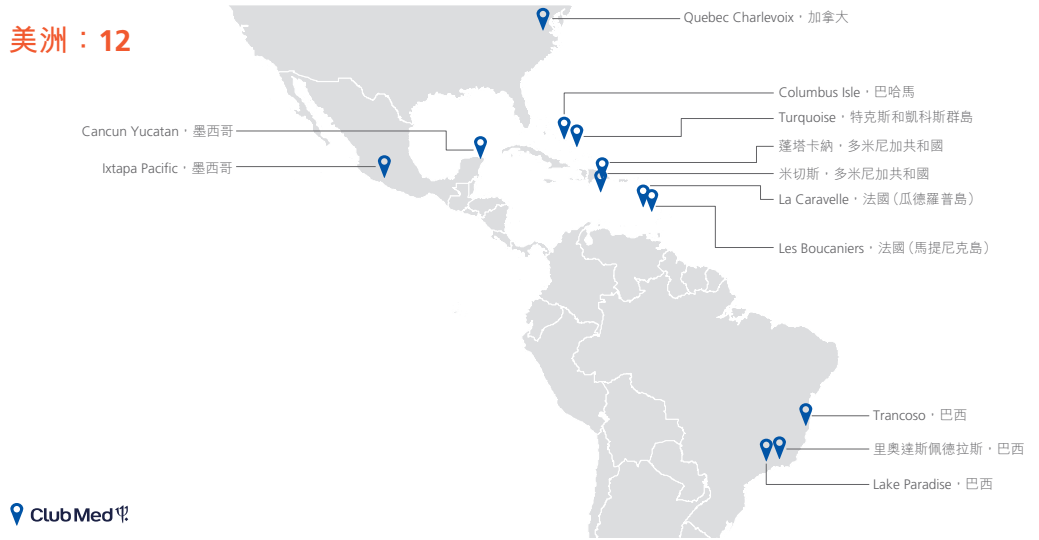 美洲：12
Quebec Charlevoix，加拿大
Columbus Isle，巴哈馬
Turquoise，特克斯和凱科斯群島
Cancun Yucatan，墨西哥
蓬塔卡納，多米尼加共和國
Ixtapa Pacific，墨西哥
米切斯，多米尼加共和國
La Caravelle，法國（瓜德羅普島）
Les Boucaniers，法國（馬提尼克島）
Trancoso，巴西
里奧達斯佩德拉斯，巴西
Lake Paradise，巴西
Club Med